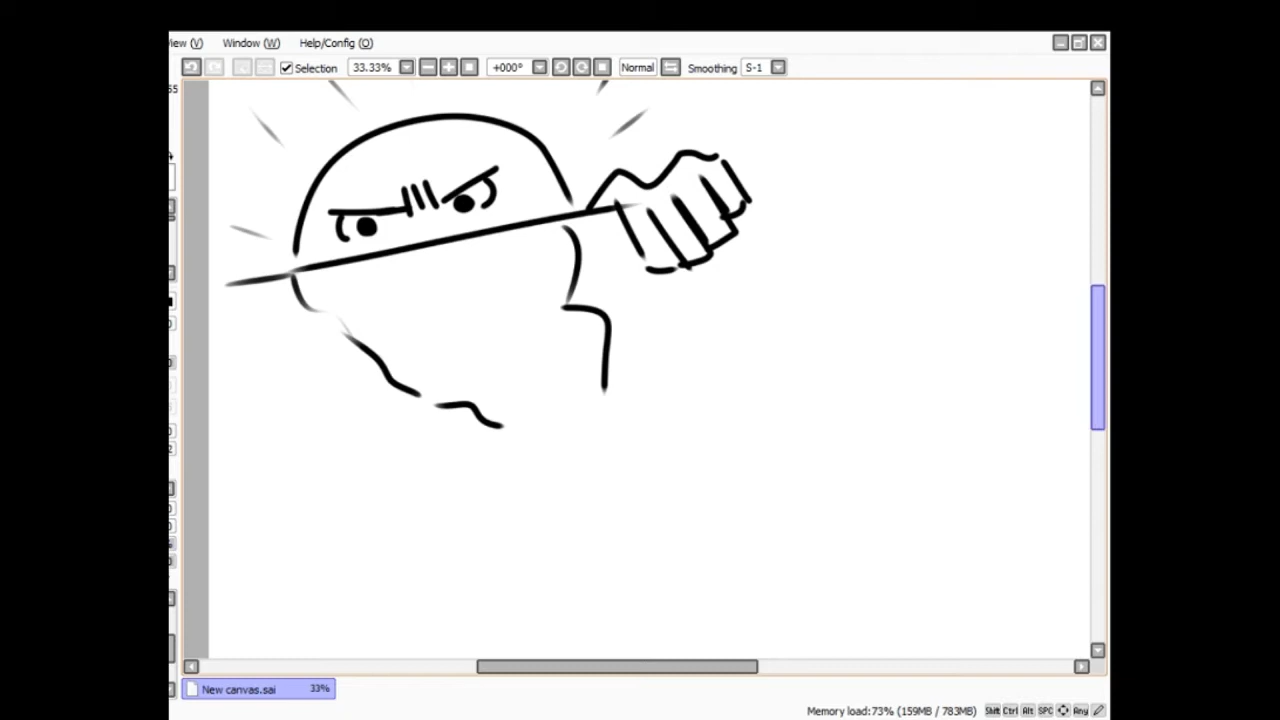 View (V) Window (W) Help/Config (O)
Selection 33.33% +000° Normal Smoothing S-1
New canvas.sai 33%
Memory load:73% (159MB / 783MB) Shift Ctrl Alt SPC Any